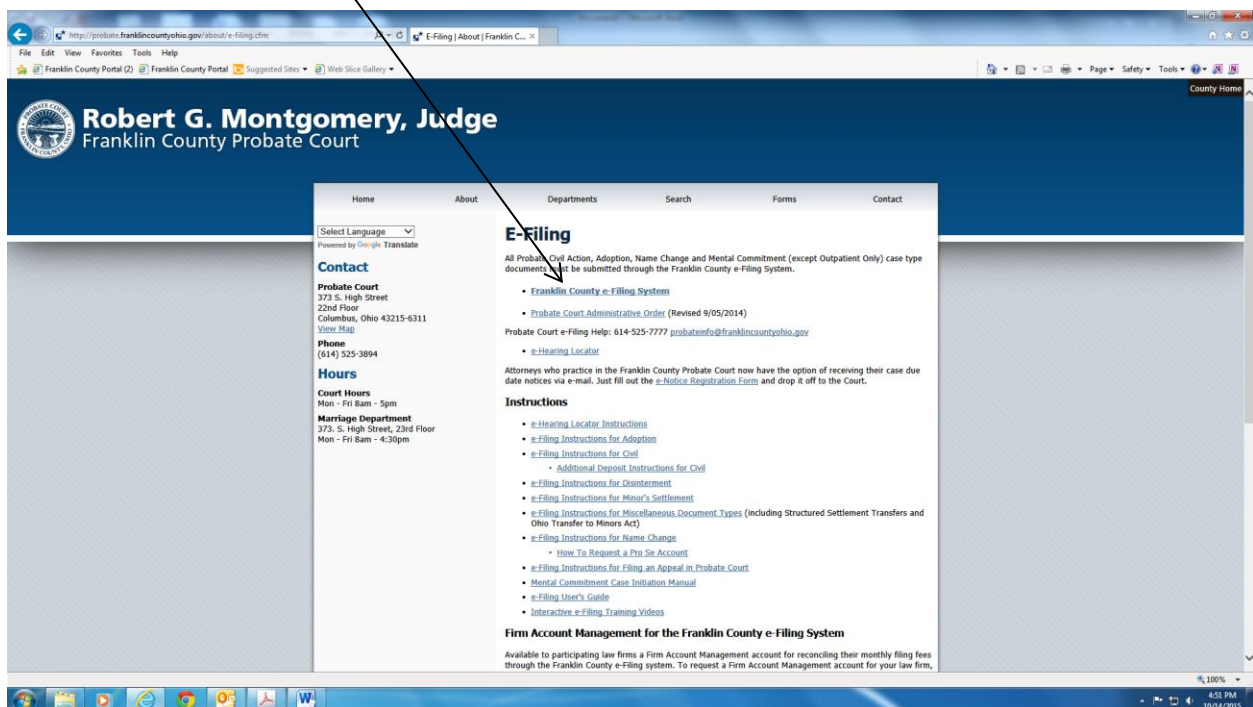 http://probate.franklincountyohio.gov/about/e-filing.cfm
E-Filing | About | Franklin C...
File Edit View Favorites Tools Help
Franklin County Portal (2) Franklin County Portal Suggested Sites Web Slice Gallery
Page Safety Tools
County Home
Robert G. Montgomery, Judge
Franklin County Probate Court
Home About Departments Search Forms Contact
Select Language
Powered by Google Translate
Contact
Probate Court
373 S. High Street
22nd Floor
Columbus, Ohio 43215-6311
View Map
Phone
(614) 525-3894
Hours
Court Hours
Mon - Fri 8am - 5pm
Marriage Department
373. S. High Street, 23rd Floor
Mon - Fri 8am - 4:30pm
E-Filing
All Probate Civil Action, Adoption, Name Change and Mental Commitment (except Outpatient Only) case type
documents must be submitted through the Franklin County e-Filing System.
• Franklin County e-Filing System
• Probate Court Administrative Order (Revised 9/05/2014)
Probate Court e-Filing Help: 614-525-7777 probateinfo@franklincountyohio.gov
• e-Hearing Locator
Attorneys who practice in the Franklin County Probate Court now have the option of receiving their case due
date notices via e-mail. Just fill out the e-Notice Registration Form and drop it off to the Court.
Instructions
• e-Hearing Locator Instructions
• e-Filing Instructions for Adoption
• e-Filing Instructions for Civil
• Additional Deposit Instructions for Civil
• e-Filing Instructions for Disinterment
• e-Filing Instructions for Minor's Settlement
• e-Filing Instructions for Miscellaneous Document Types (including Structured Settlement Transfers and
Ohio Transfer to Minors Act)
• e-Filing Instructions for Name Change
• How To Request a Pro Se Account
• e-Filing Instructions for Filing an Appeal in Probate Court
• Mental Commitment Case Initiation Manual
• e-Filing User's Guide
• Interactive e-Filing Training Videos
Firm Account Management for the Franklin County e-Filing System
Available to participating law firms a Firm Account Management account for reconciling their monthly filing fees
through the Franklin County e-Filing system. To request a Firm Account Management account for your law firm,
100%
4:51 PM
10/14/2015